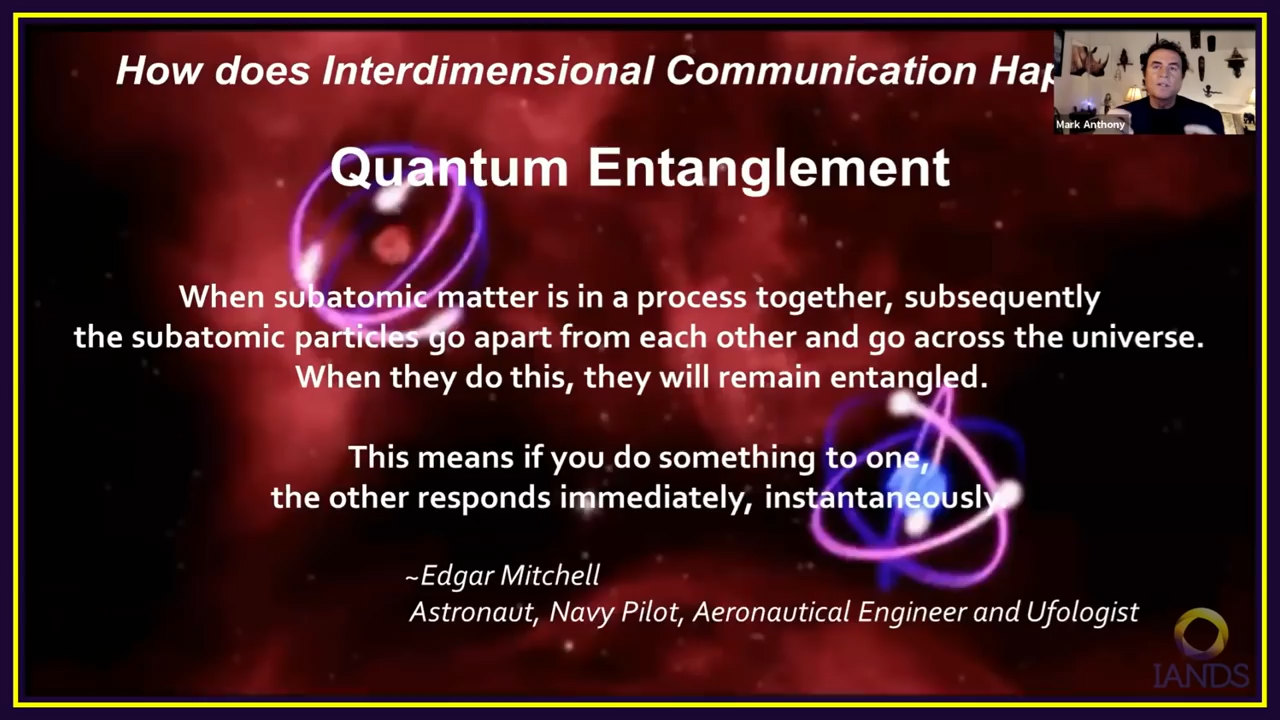 How does Interdimensional Communication Hap
Mark Anthony
Quantum Entanglement
When subatomic matter is in a process together, subsequently
the subatomic particles go apart from each other and go across the universe.
When they do this, they will remain entangled.
This means if you do something to one,
the other responds immediately, instantaneously
~Edgar Mitchell
Astronaut, Navy Pilot, Aeronautical Engineer and Ufologist
IANDS